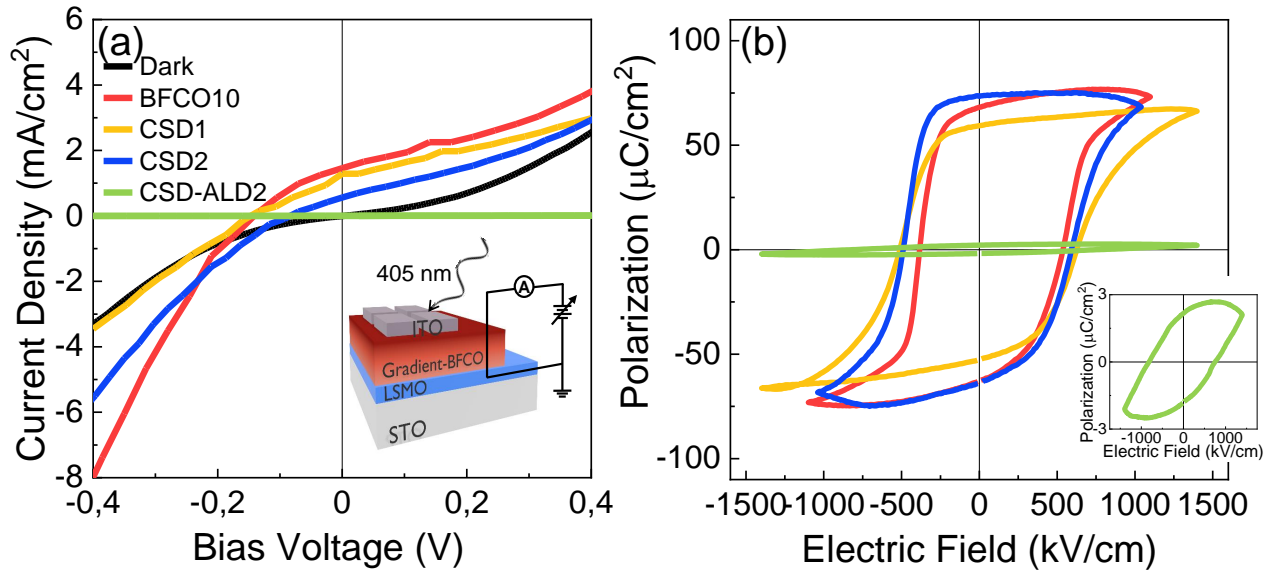 (a)
Dark
BFCO10
CSD1
CSD2
CSD-ALD2
6
4
2
0
-2
-4
-6
-8
-0,4
-0,2
0
0,2
0,4
Current Density (mA/cm²)
Bias Voltage (V)
405 nm
A
ITO
Gradient-BFCO
LSMO
STO
(b)
100
50
0
-50
-100
-1500
-1000
-500
0
500
1000
1500
Polarization (μC/cm²)
Electric Field (kV/cm)
3
0
-3
-1000
0
1000
Polarization (μC/cm²)
Electric Field (kV/cm)